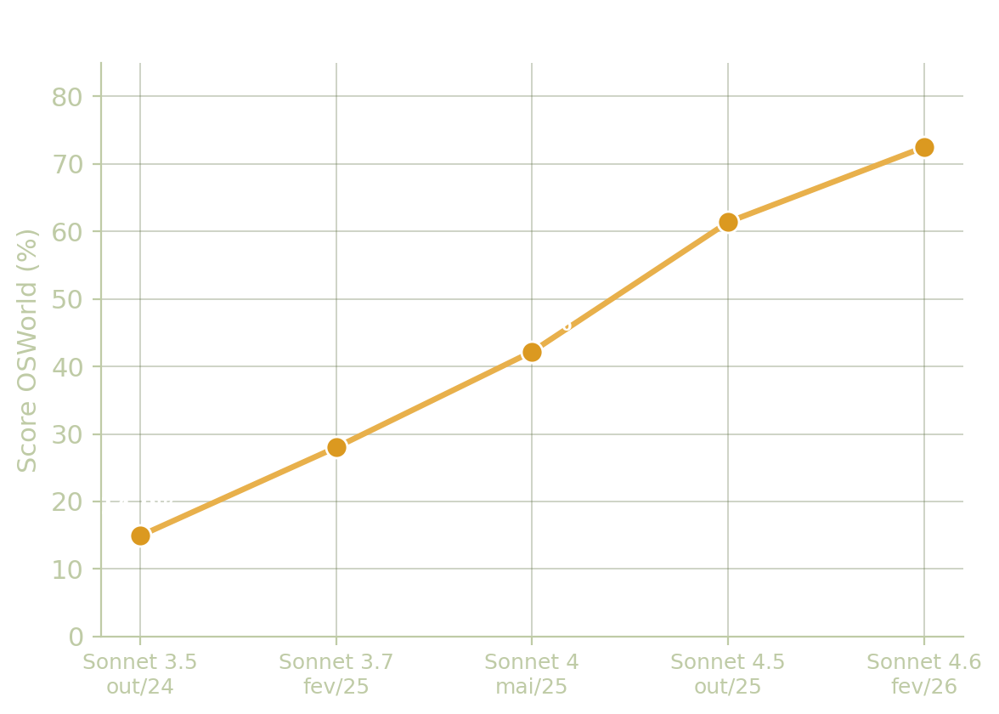 80
70
60
50
40
30
20
10
0
Score OSWorld (%)
Sonnet 3.5
out/24
Sonnet 3.7
fev/25
Sonnet 4
mai/25
Sonnet 4.5
out/25
Sonnet 4.6
fev/26